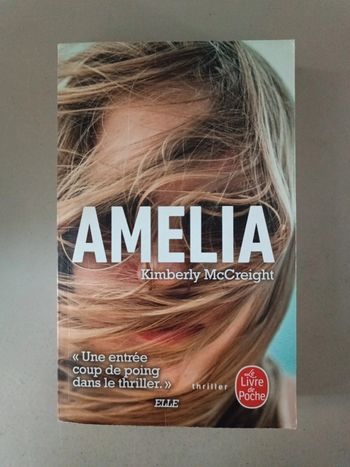 AMELIA
Kimberly McCreight
« Une entrée
coup de poing
dans le thriller. »
ELLE
thriller
Le
Livre
de
Poche